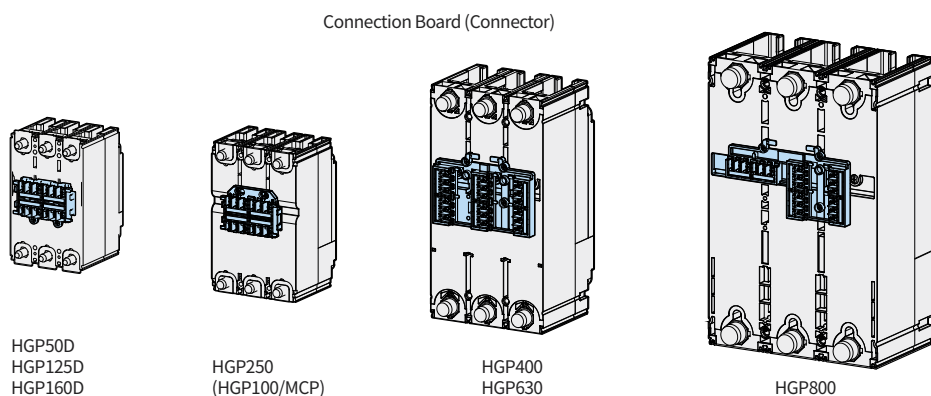 Connection Board (Connector)
HGP50D
HGP125D
HGP160D
HGP250
(HGP100/MCP)
HGP400
HGP630
HGP800